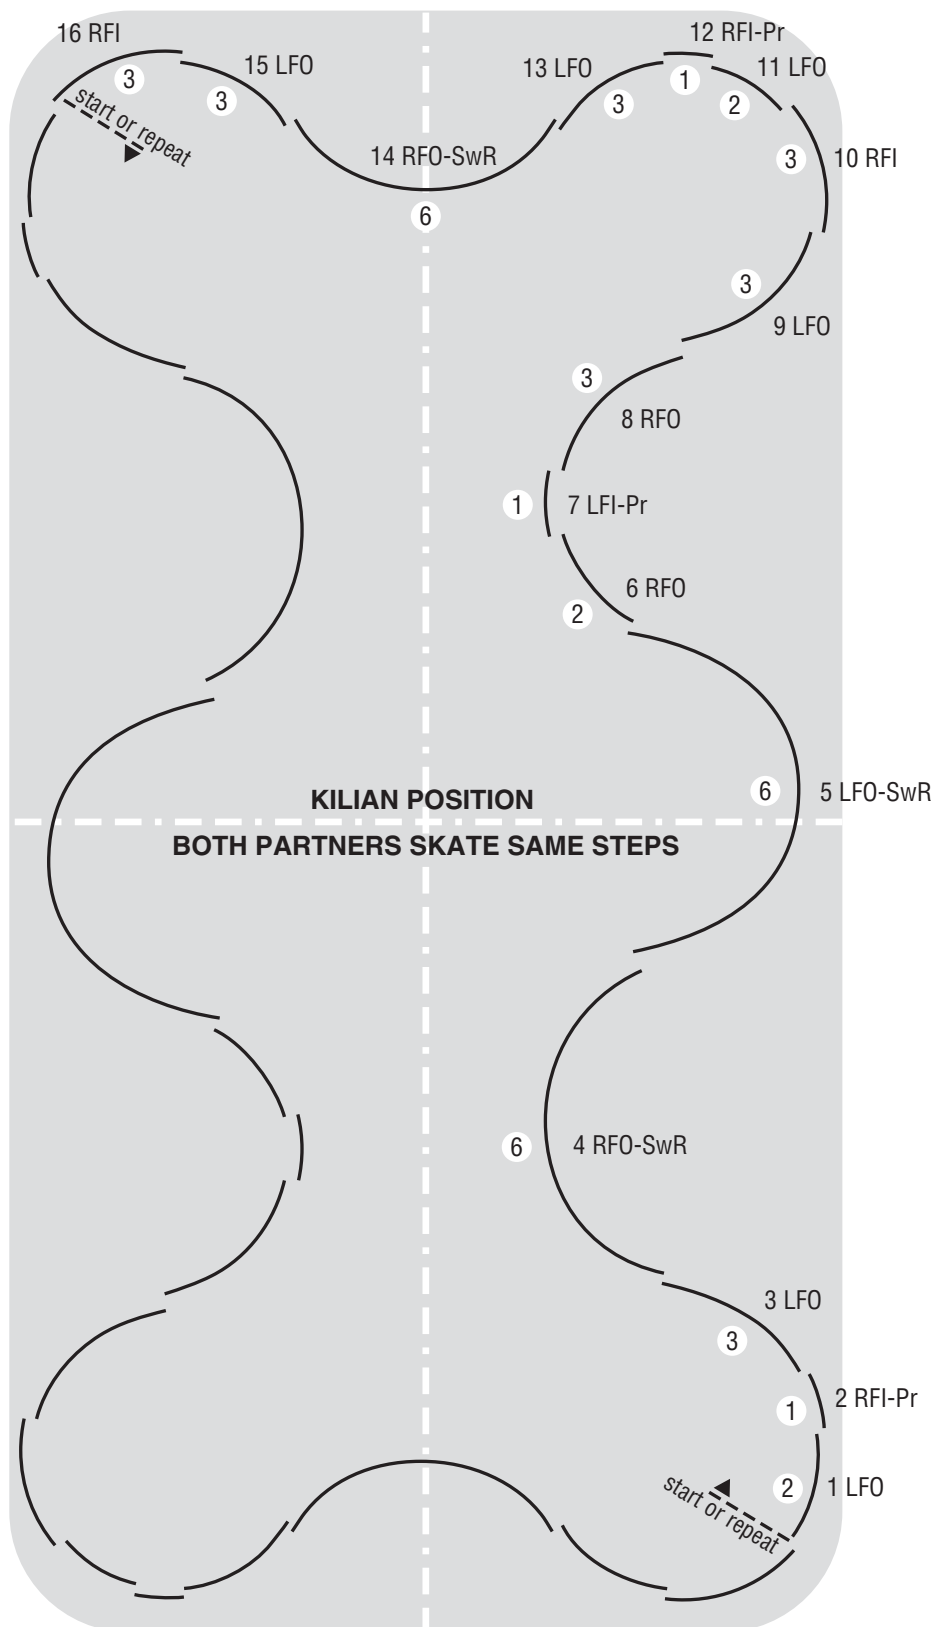 16 RFI
3
15 LFO
3
start or repeat
14 RFO-SwR
6
13 LFO
3
12 RFI-Pr
1
11 LFO
2
10 RFI
3
3
9 LFO
3
8 RFO
1
7 LFI-Pr
6 RFO
2
6
5 LFO-SwR
KILIAN POSITION
BOTH PARTNERS SKATE SAME STEPS
6
4 RFO-SwR
3 LFO
3
2 RFI-Pr
1
1 LFO
2
start or repeat